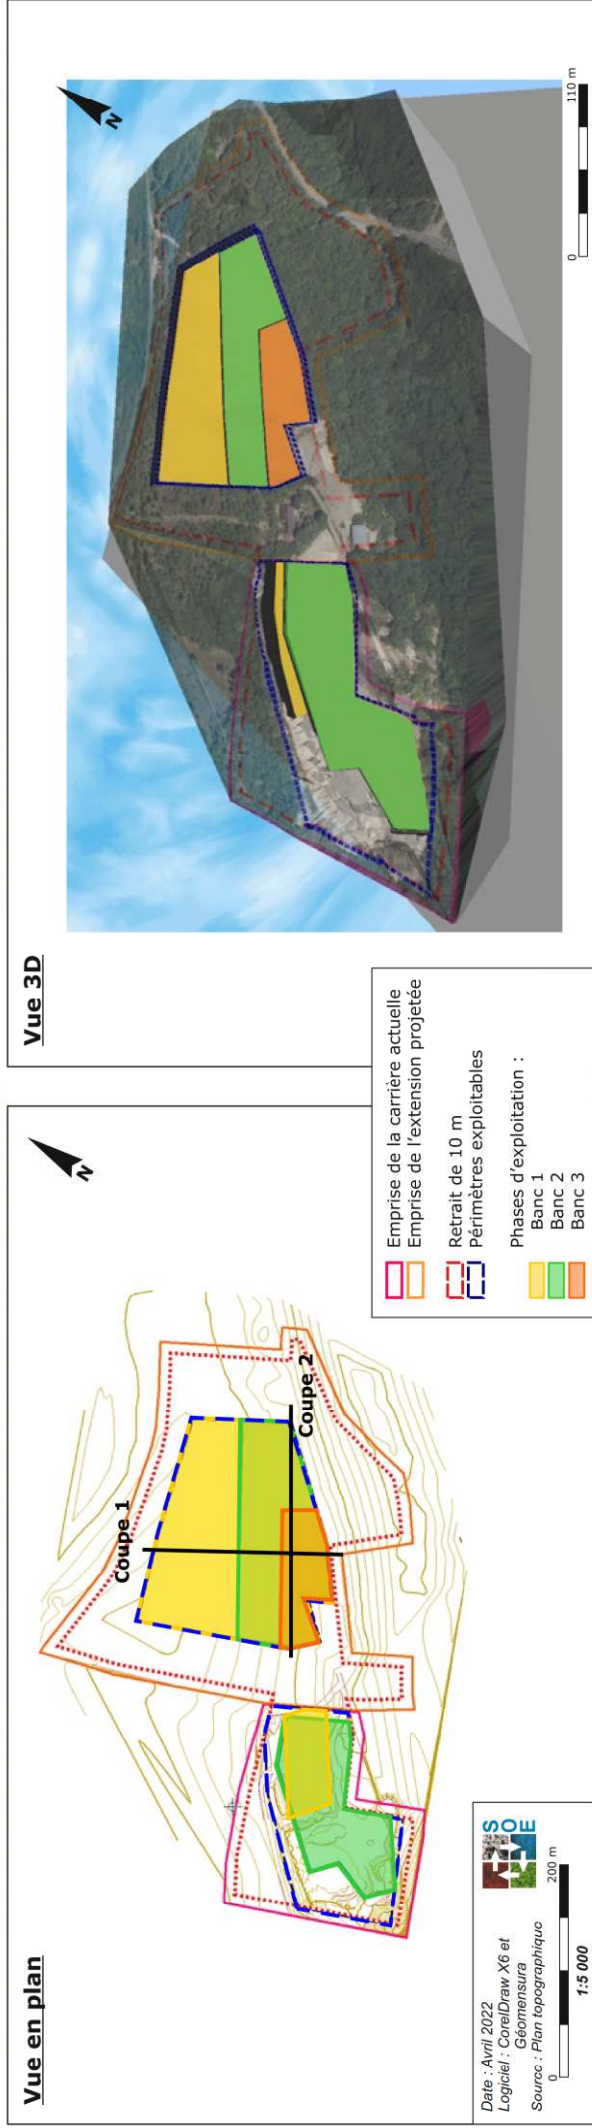 Vue en plan
N
Coupe 1
Coupe 2
Date : Avril 2022
Logiciel : CorelDraw X6 et
Géomensura
Source : Plan topographique
SOE
0
200 m
1:5 000
Vue 3D
N
0
110 m
Emprise de la carrière actuelle
Emprise de l'extension projetée
Retrait de 10 m
Périmètres exploitables
Phases d'exploitation :
Banc 1
Banc 2
Banc 3